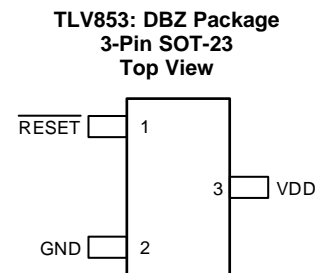 TLV853: DBZ Package
3-Pin SOT-23
Top View
RESET 1
3 VDD
GND 2